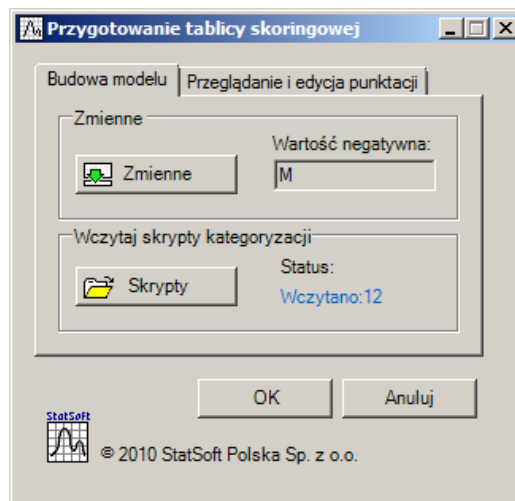 Przygotowanie tablicy skoringowej
Budowa modelu
Przeglądanie i edycja punktacji
Zmienne
Wartość negatywna:
Zmienne
M
Wczytaj skrypty kategoryzacji
Status:
Skrypty
Wczytano:12
OK
Anuluj
StatSoft
© 2010 StatSoft Polska Sp. z o.o.